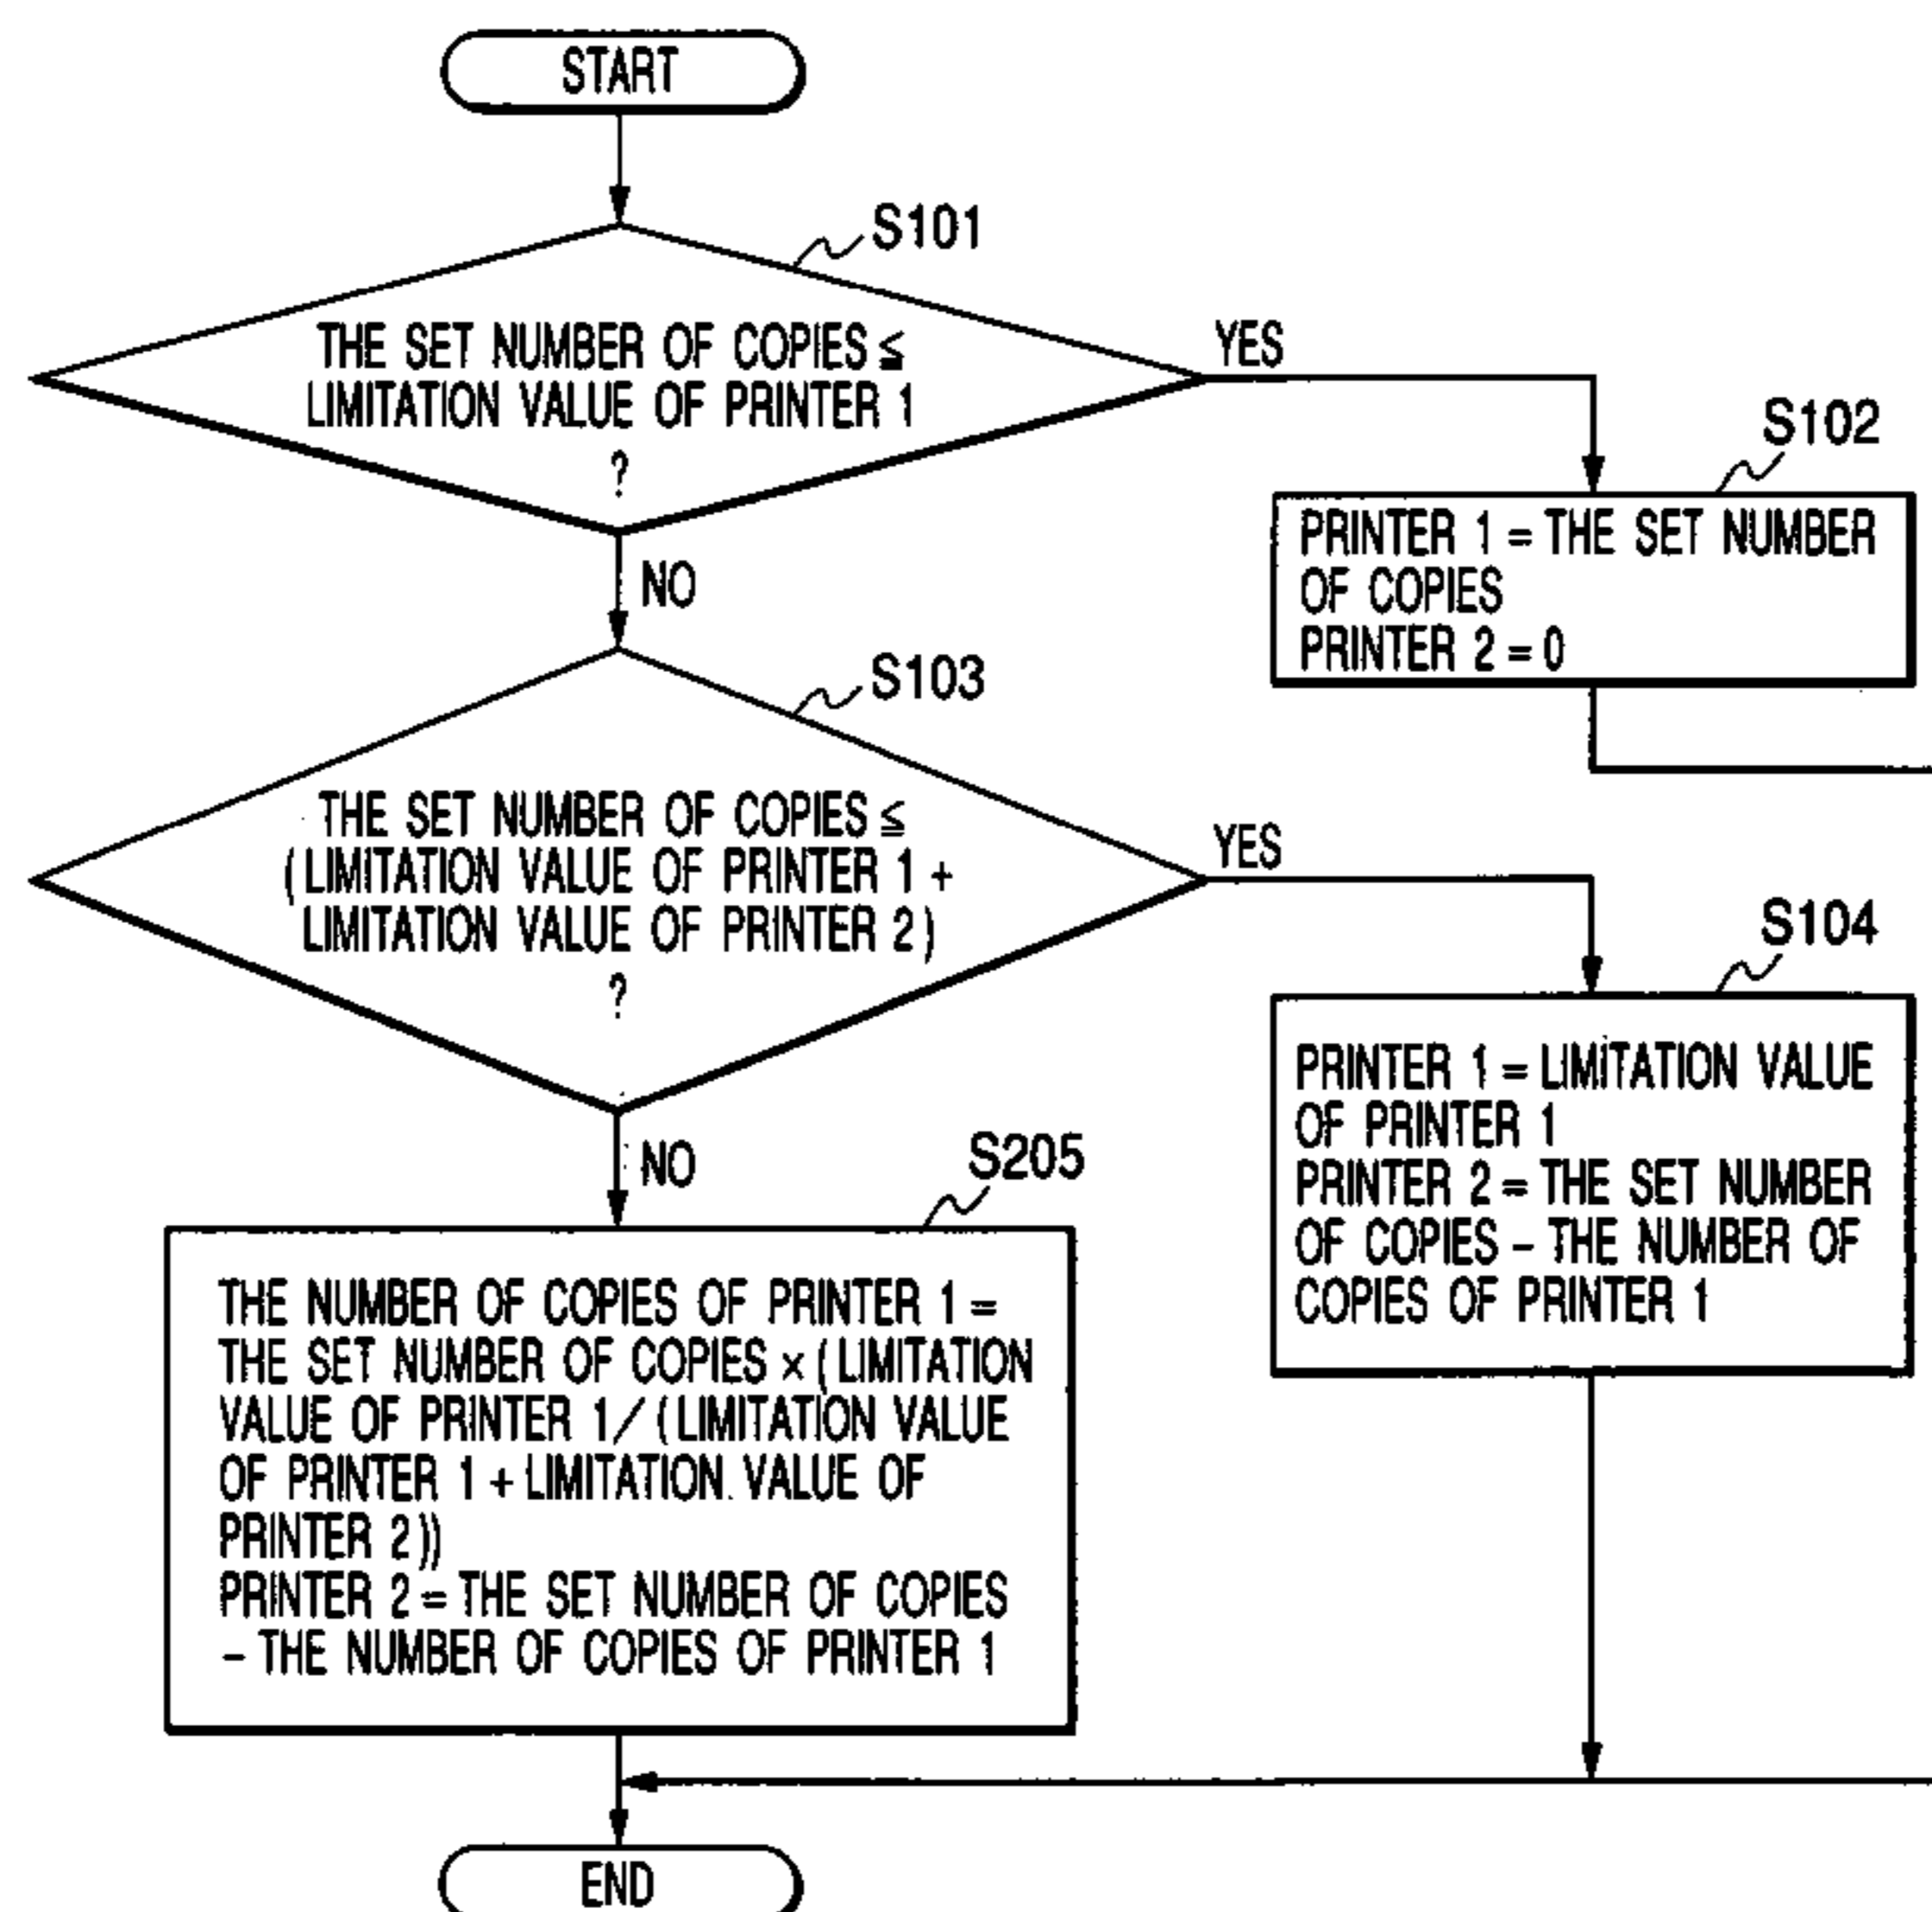 START
S101
THE SET NUMBER OF COPIES ≦
LIMITATION VALUE OF PRINTER 1
?
YES
S102
PRINTER 1 = THE SET NUMBER
OF COPIES
PRINTER 2 = 0
NO
S103
THE SET NUMBER OF COPIES ≦
(LIMITATION VALUE OF PRINTER 1 +
LIMITATION VALUE OF PRINTER 2)
?
YES
S104
PRINTER 1 = LIMITATION VALUE
OF PRINTER 1
PRINTER 2 = THE SET NUMBER
OF COPIES - THE NUMBER OF
COPIES OF PRINTER 1
NO
S205
THE NUMBER OF COPIES OF PRINTER 1 =
THE SET NUMBER OF COPIES × (LIMITATION
VALUE OF PRINTER 1 / (LIMITATION VALUE
OF PRINTER 1 + LIMITATION VALUE OF
PRINTER 2))
PRINTER 2 = THE SET NUMBER OF COPIES
- THE NUMBER OF COPIES OF PRINTER 1
END